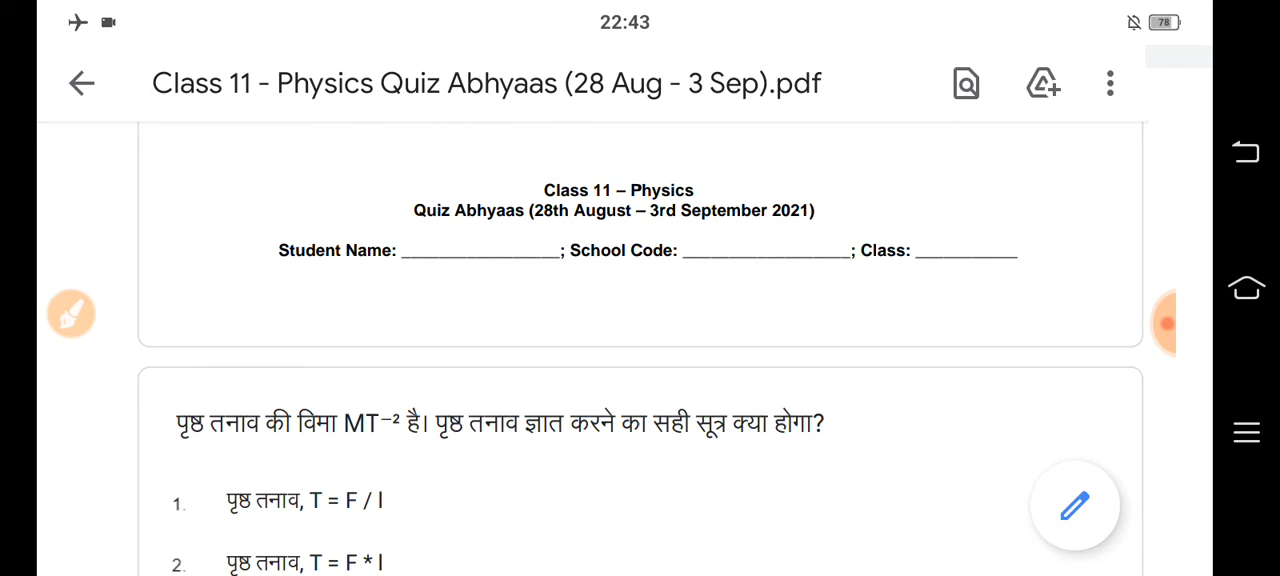 22:43
78
Class 11 - Physics Quiz Abhyaas (28 Aug - 3 Sep).pdf
Class 11 – Physics
Quiz Abhyaas (28th August – 3rd September 2021)
Student Name: _________________; School Code: __________________; Class: ___________
पृष्ठ तनाव की विमा MT⁻² है। पृष्ठ तनाव ज्ञात करने का सही सूत्र क्या होगा?
1. पृष्ठ तनाव, T = F / l
2. पृष्ठ तनाव, T = F * l